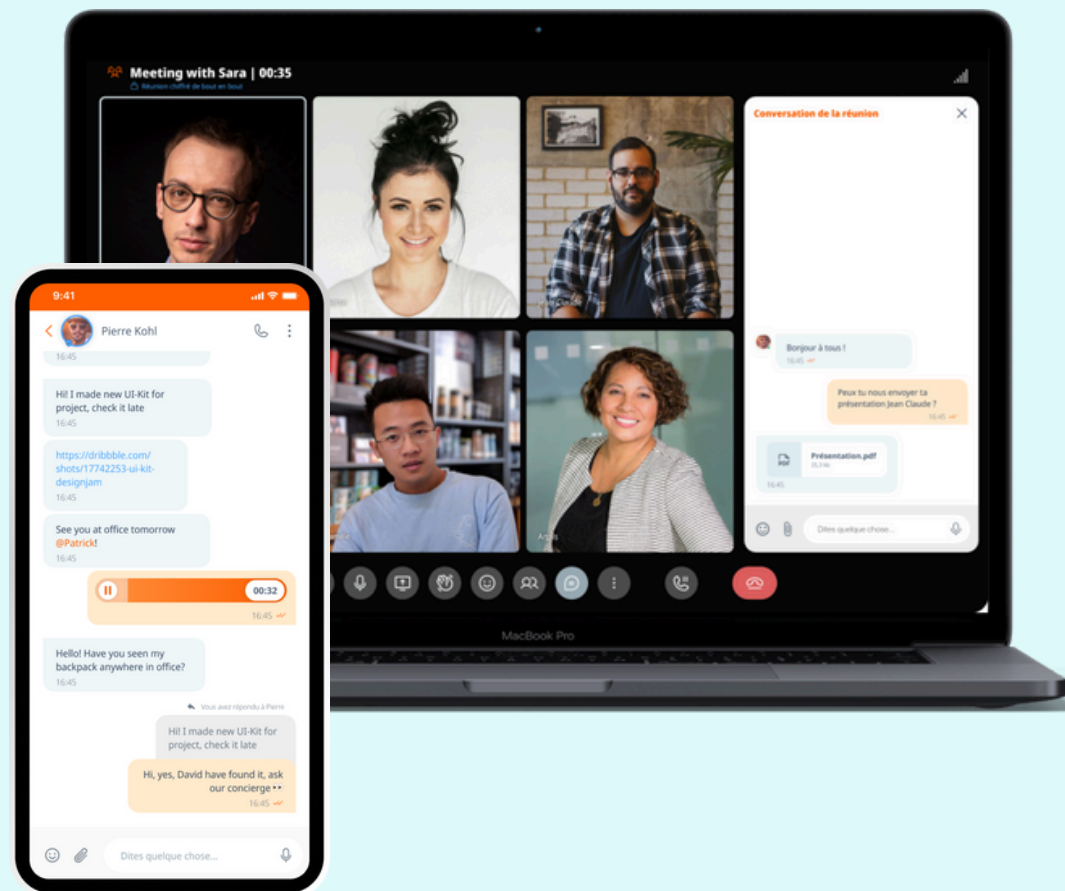 Meeting with Sara | 00:35
Réunion chiffré de bout en bout
Conversation de la réunion
Jean Claude
Bonjour à tous !
16:45
Peux tu nous envoyer ta
présentation Jean Claude ?
16:45
PDF
Présentation.pdf
16:45
Dites quelque chose...
MacBook Pro
9:41
Pierre Kohl
16:45
Hi! I made new UI-Kit for
project, check it late
16:45
https://dribbble.com/
shots/17742253-ui-kit-
designjam
16:45
See you at office tomorrow
@Patrick!
16:45
00:32
16:45
Hello! Have you seen my
backpack anywhere in office?
16:45
Vous avez répondu à Pierre
Hi! I made new UI-Kit for
project, check it late
Hi, yes, David have found it, ask
our concierge
16:45
Dites quelque chose...